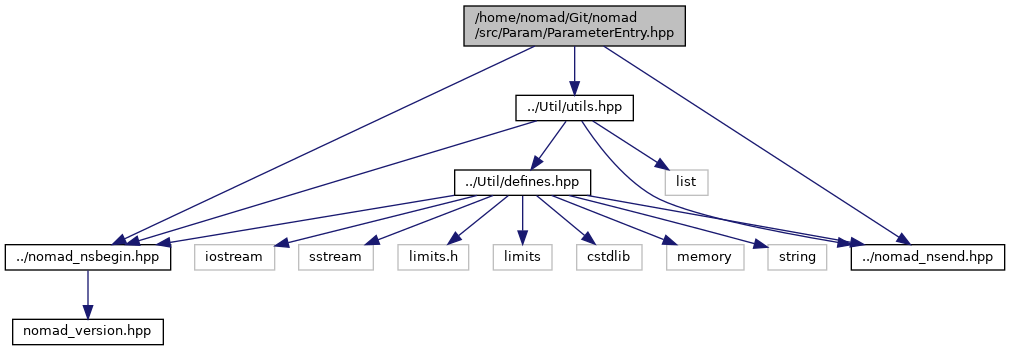 /home/nomad/Git/nomad
/src/Param/ParameterEntry.hpp
../Util/utils.hpp
../Util/defines.hpp
list
../nomad_nsbegin.hpp
iostream
sstream
limits.h
limits
cstdlib
memory
string
../nomad_nsend.hpp
nomad_version.hpp